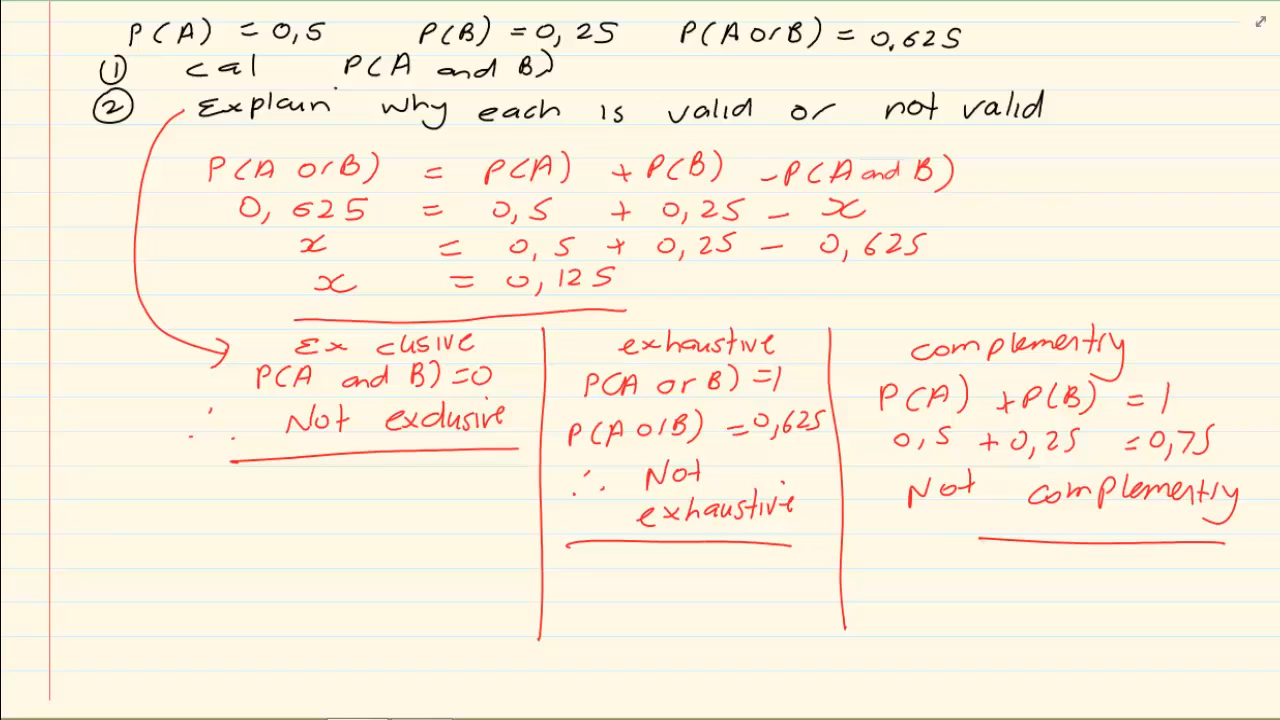 P(A) = 0,5 P(B) = 0,25 P(A or B) = 0.625
① cal P(A and B)
② Explain why each is valid or not valid
P(A or B) = P(A) + P(B) - P(A and B)
0,625 = 0,5 + 0,25 - x
x = 0,5 + 0,25 - 0,625
x = 0,125
Ex clusive
P(A and B) = 0
∴ Not exclusive
exhaustive
P(A or B) = 1
P(A or B) = 0,625
∴ Not
exhaustive
complementry
P(A) + P(B) = 1
0,5 + 0,25 = 0,75
Not complementry